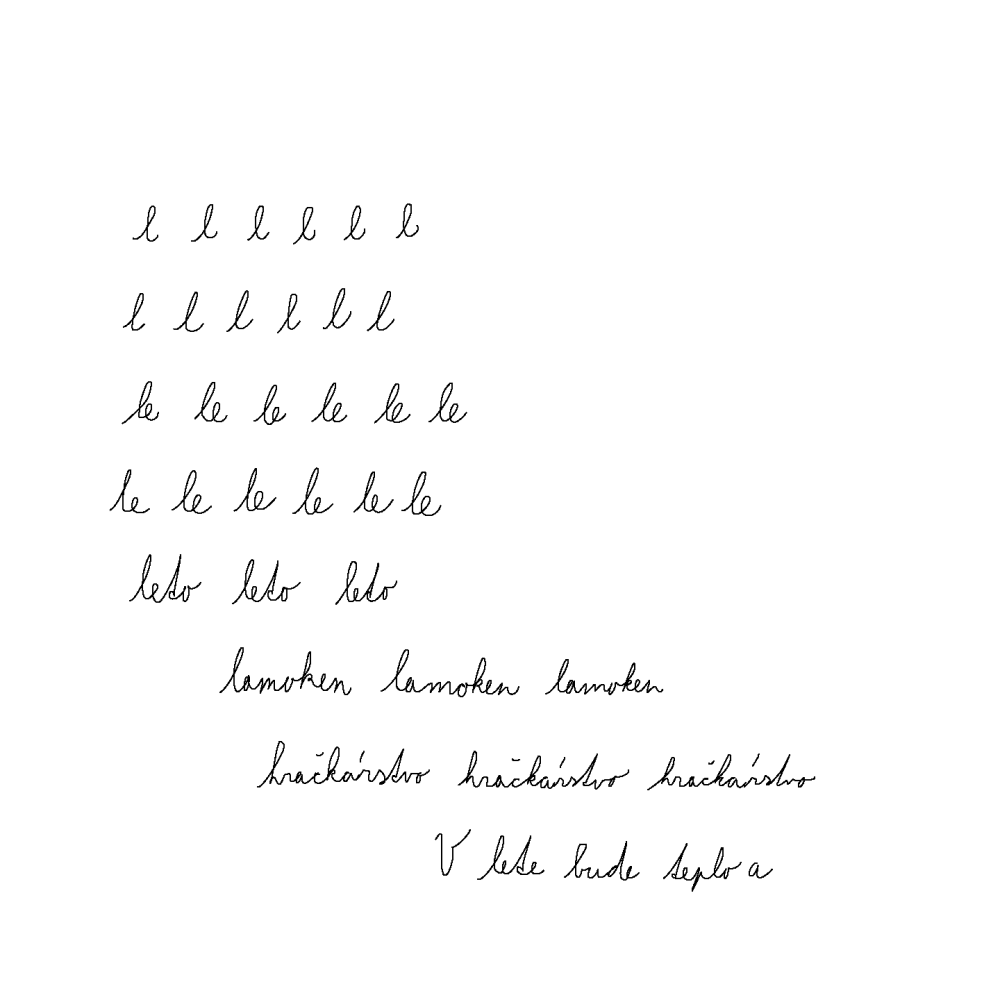 l l l l l l
l l l l l l
le le le le le le
le le le le le le
leto leto leto
lamoken lamoken lamoken
hračkárstvo hračkárstvo hračkárstvo
V lete bude teplo a